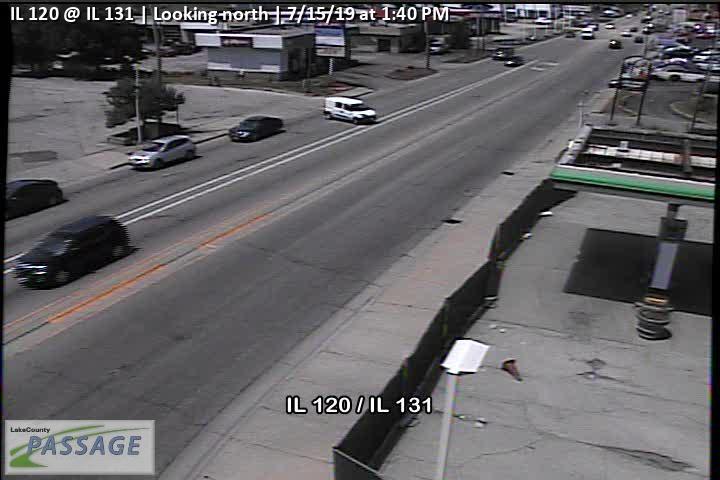 IL 120 @ IL 131 | Looking-north | 7/15/19 at 1:40 PM
IL 120 / IL 131
LakeCounty
PASSAGE